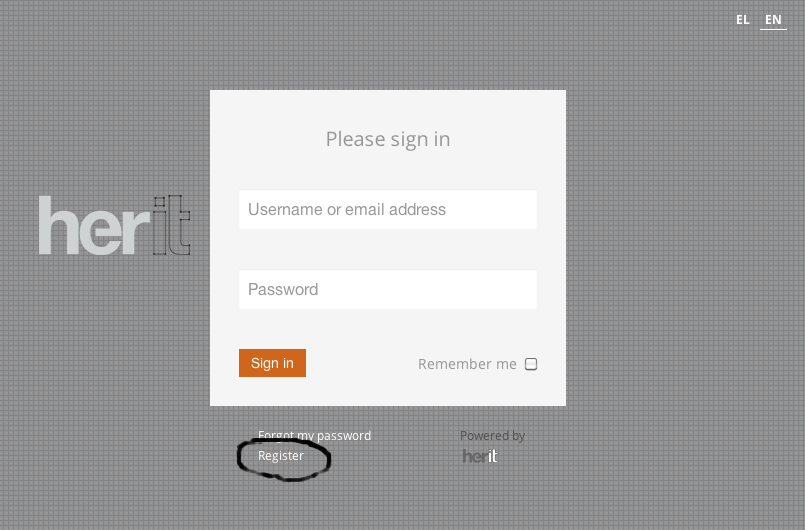 EL EN
Please sign in
herit
Username or email address
Password
Sign in
Remember me
Forgot my password
Powered by
Register
herit